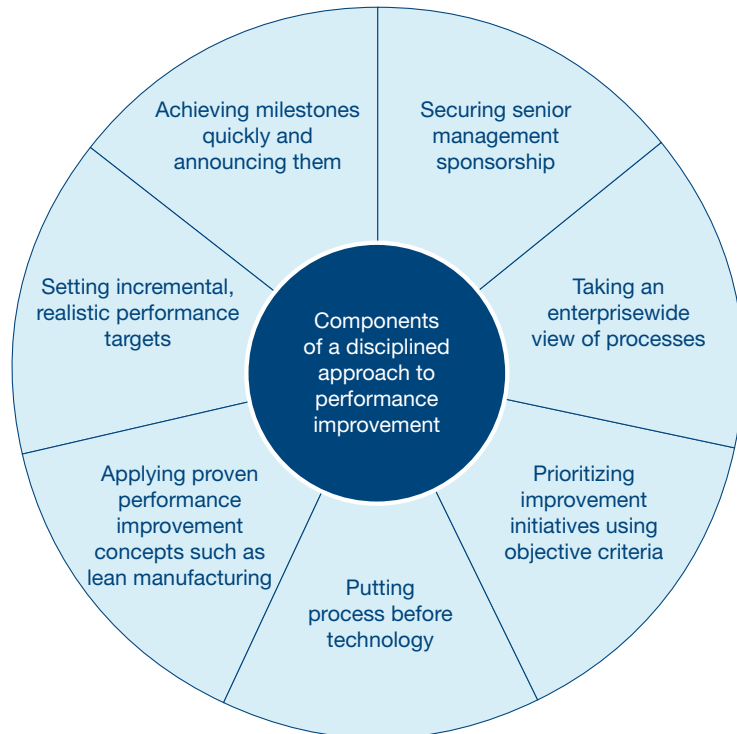 Achieving milestones
quickly and
announcing them
Securing senior
management
sponsorship
Setting incremental,
realistic performance
targets
Components
of a disciplined
approach to
performance
improvement
Taking an
enterprisewide
view of processes
Applying proven
performance
improvement
concepts such as
lean manufacturing
Putting
process before
technology
Prioritizing
improvement
initiatives using
objective criteria